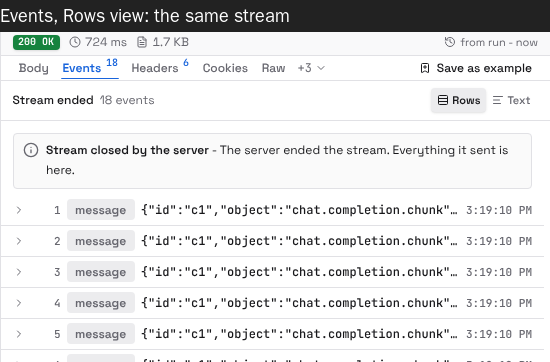 Events, Rows view: the same stream
200 OK 724 ms 1.7 KB from run - now
Body Events 18 Headers 6 Cookies Raw +3 Save as example
Stream ended 18 events Rows Text
Stream closed by the server - The server ended the stream. Everything it sent is
here.
1 message {"id":"c1","object":"chat.completion.chunk"… 3:19:10 PM
2 message {"id":"c1","object":"chat.completion.chunk"… 3:19:10 PM
3 message {"id":"c1","object":"chat.completion.chunk"… 3:19:10 PM
4 message {"id":"c1","object":"chat.completion.chunk"… 3:19:10 PM
5 message {"id":"c1","object":"chat.completion.chunk"… 3:19:10 PM